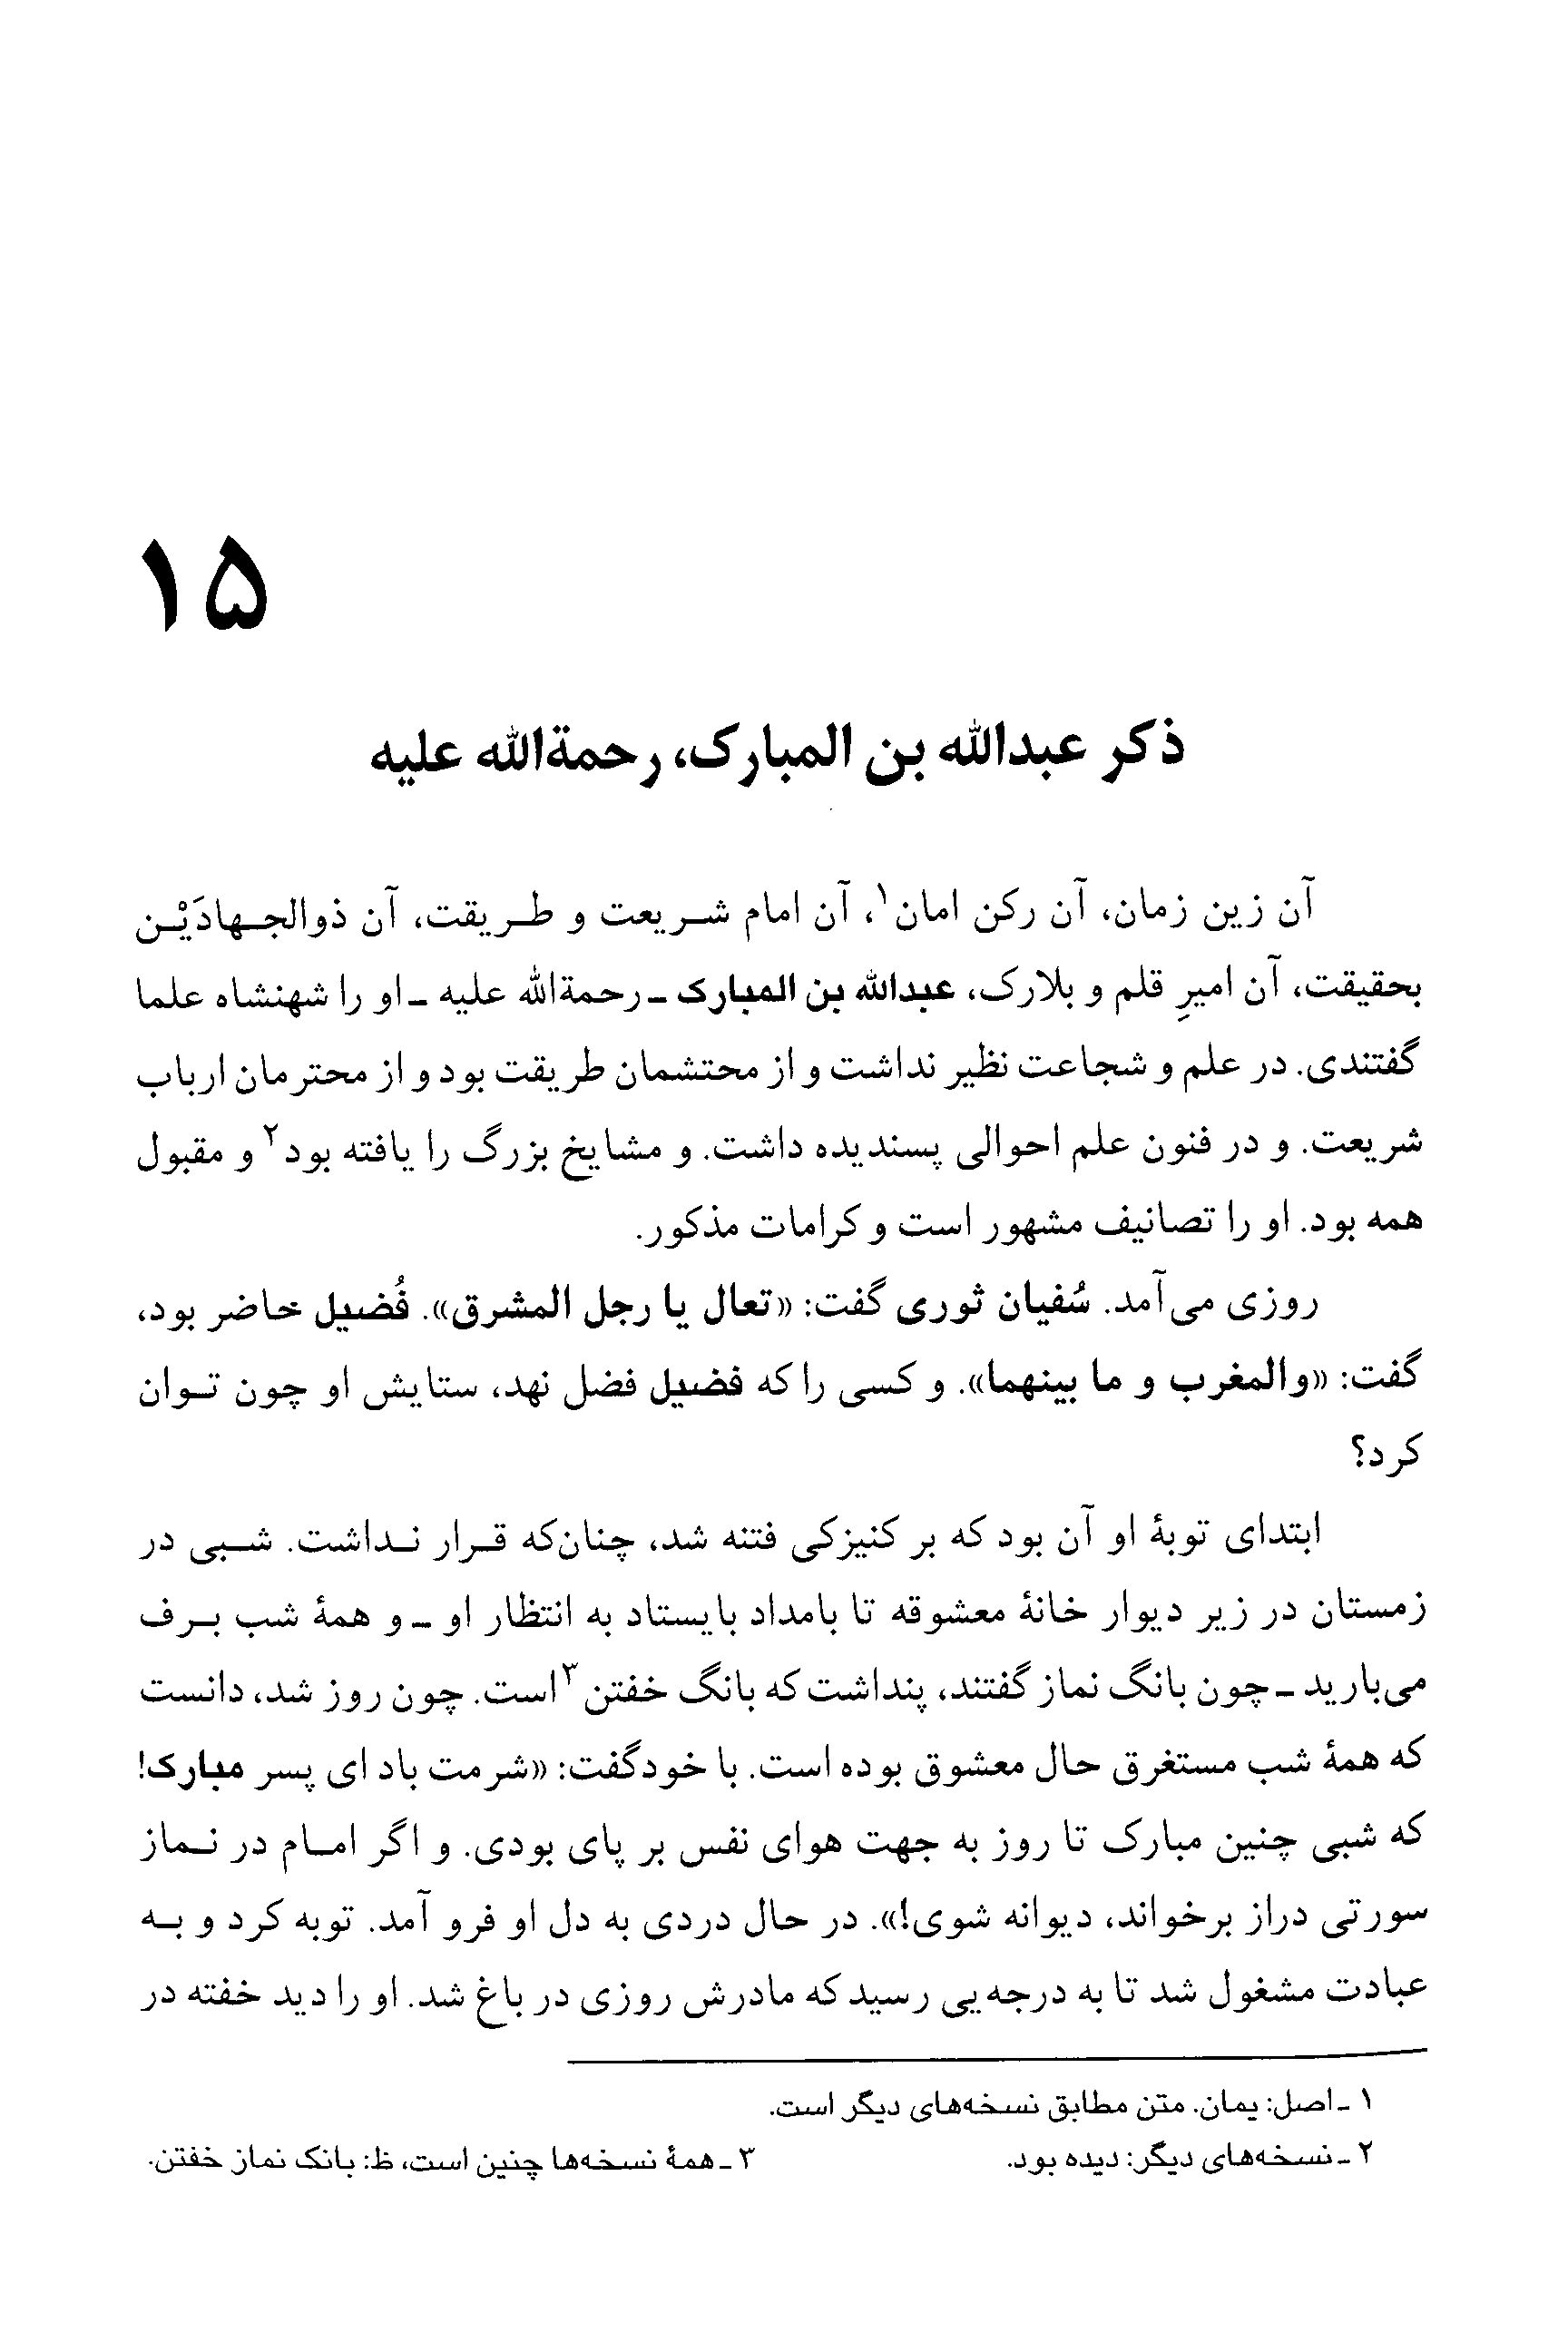 ۱۵
ذکر عبدالله بن المبارک، رحمةالله علیه
آن زین زمان، آن رکن امان۱، آن امام شریعت و طریقت، آن ذوالجهادَیْن
بحقیقت، آن امیرِ قلم و بلارک، عبدالله بن المبارک ـ رحمةالله علیه ـ او را شهنشاه علما
گفتندی. در علم و شجاعت نظیر نداشت و از محتشمان طریقت بود و از محترمان ارباب
شریعت. و در فنون علم احوالی پسندیده داشت. و مشایخ بزرگ را یافته بود۲ و مقبول
همه بود. او را تصانیف مشهور است و کرامات مذکور.
روزی می‌آمد. سُفیان ثوری گفت: «تعال یا رجل المشرق». فُضیل حاضر بود،
گفت: «والمغرب و ما بینهما». و کسی را که فضیل فضل نهد، ستایش او چون توان
کرد؟
ابتدای توبهٔ او آن بود که بر کنیزکی فتنه شد، چنان‌که قرار نداشت. شبی در
زمستان در زیر دیوار خانهٔ معشوقه تا بامداد بایستاد به انتظار او ـ و همهٔ شب برف
می‌بارید ـ چون بانگ نماز گفتند، پنداشت که بانگ خفتن۳ است. چون روز شد، دانست
که همهٔ شب مستغرق حال معشوق بوده است. با خود گفت: «شرمت باد ای پسر مبارک!
که شبی چنین مبارک تا روز به جهت هوای نفس بر پای بودی. و اگر امام در نماز
سورتی دراز برخواند، دیوانه شوی!». در حال دردی به دل او فرو آمد. توبه کرد و به
عبادت مشغول شد تا به درجه‌یی رسید که مادرش روزی در باغ شد. او را دید خفته در
۱ ـ اصل: یمان. متن مطابق نسخه‌های دیگر است.
۲ ـ نسخه‌های دیگر: دیده بود. ۳ ـ همهٔ نسخه‌ها چنین است، ظ: بانک نماز خفتن.